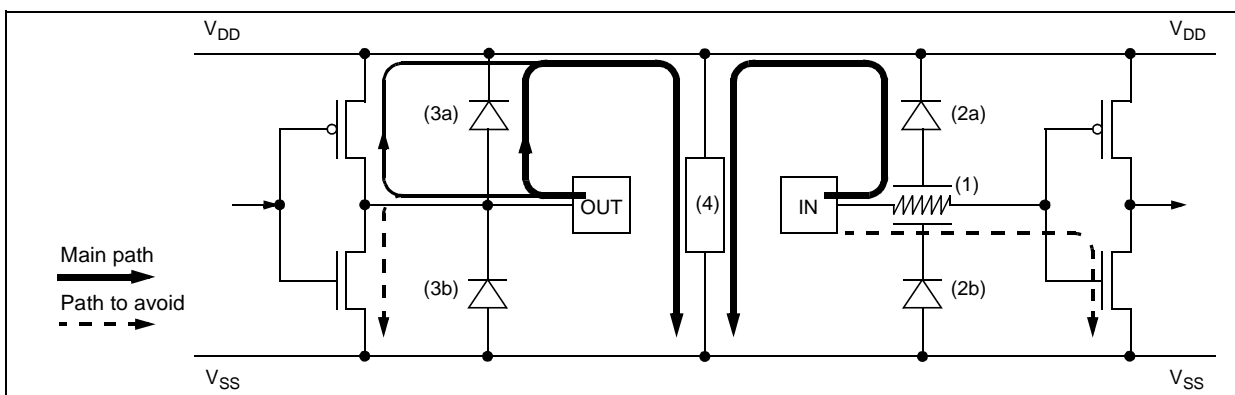 VDD VDD
(3a) (2a)
(1)
OUT (4) IN
Main path
(3b) (2b)
Path to avoid
VSS VSS